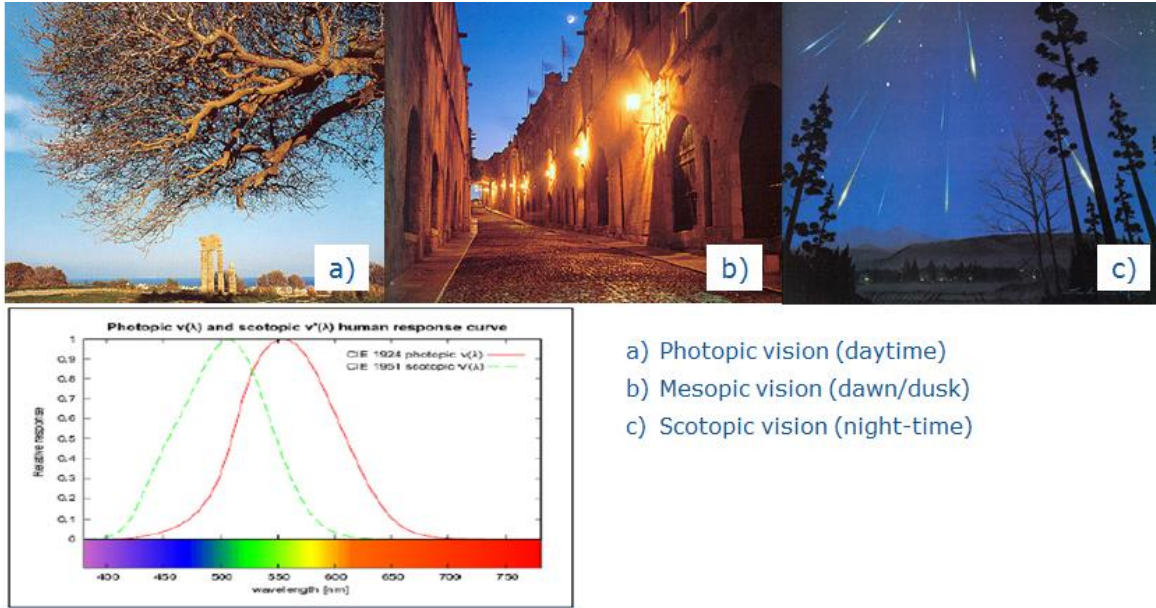 a)
b)
c)
Photopic v(λ) and scotopic v'(λ) human response curve
CIE 1924 photopic v(λ)
CIE 1951 scotopic v'(λ)
1
0.9
0.8
0.7
0.6
0.5
0.4
0.3
0.2
0.1
0
Relative response
400 450 500 550 600 650 700 750
wavelength [nm]
a) Photopic vision (daytime)
b) Mesopic vision (dawn/dusk)
c) Scotopic vision (night-time)